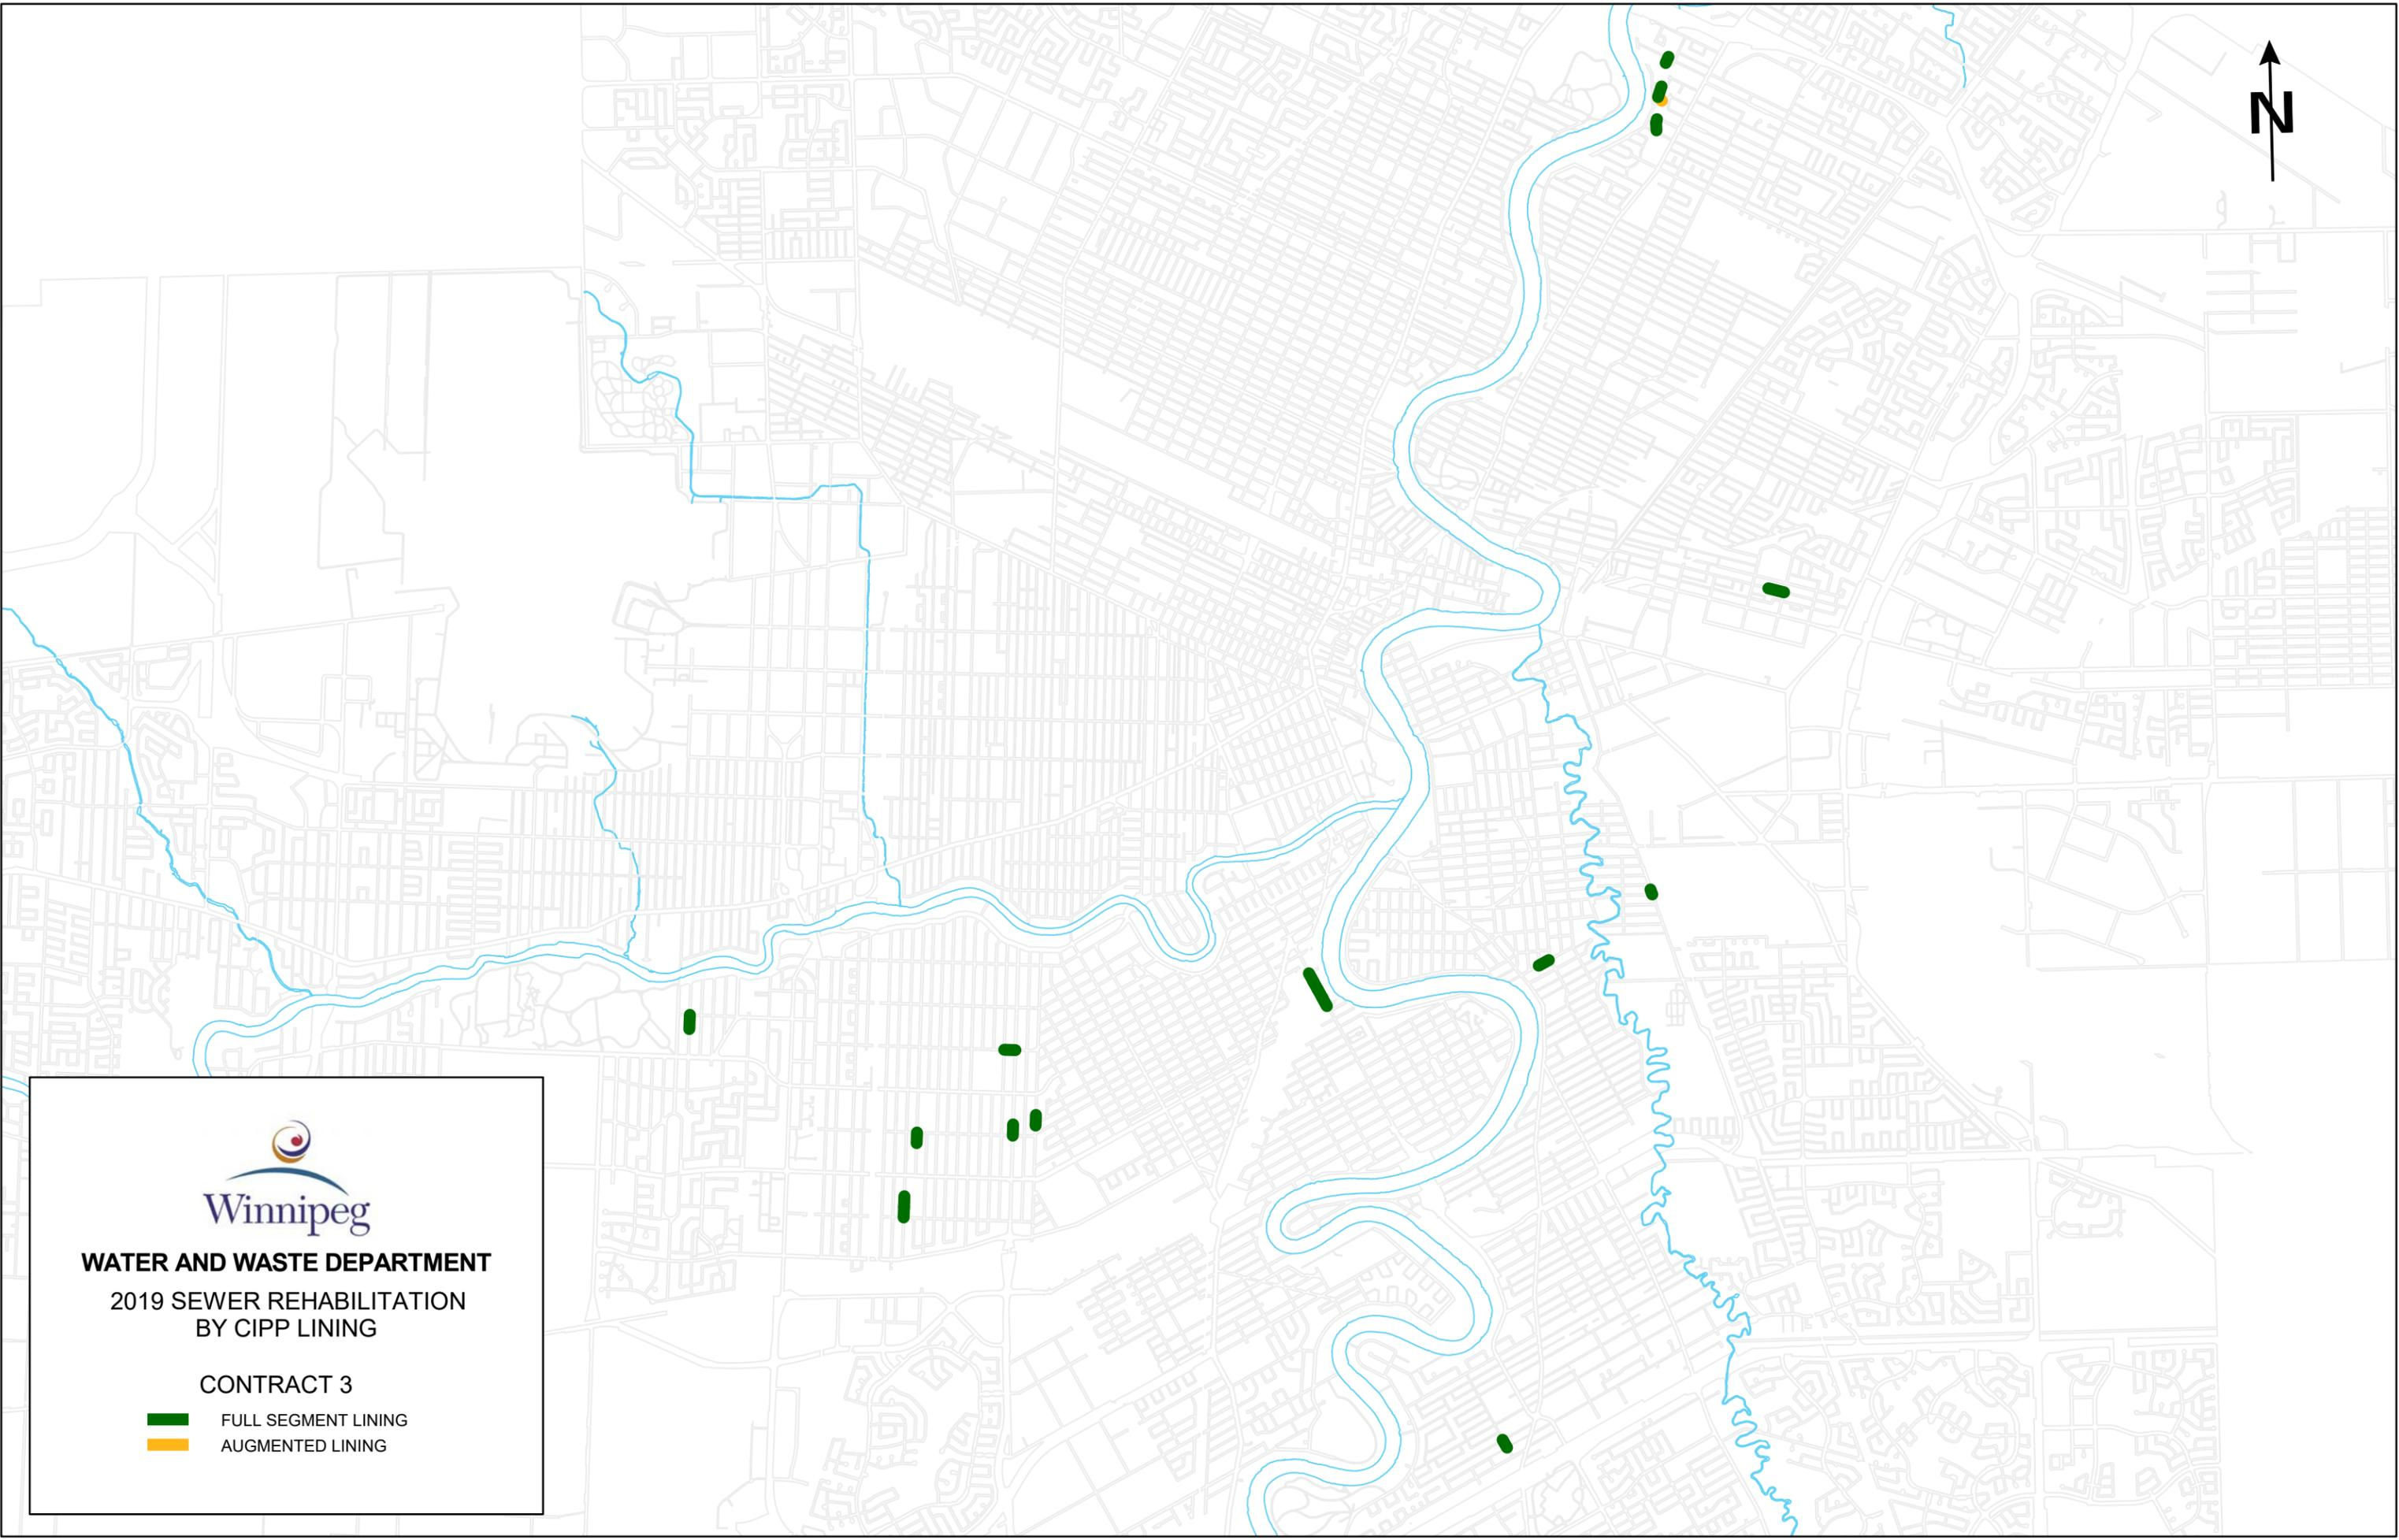 N
Winnipeg
WATER AND WASTE DEPARTMENT
2019 SEWER REHABILITATION
BY CIPP LINING
CONTRACT 3
FULL SEGMENT LINING
AUGMENTED LINING